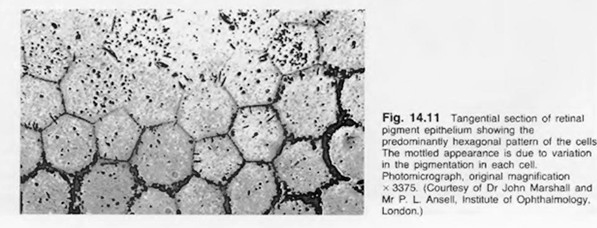 Fig. 14.11 Tangential section of retinal
pigment epithelium showing the
predominantly hexagonal pattern of the cells
The mottled appearance is due to variation
in the pigmentation in each cell.
Photomicrograph, original magnification
× 3375. (Courtesy of Dr John Marshall and
Mr P. L. Ansell, Institute of Ophthalmology,
London.)